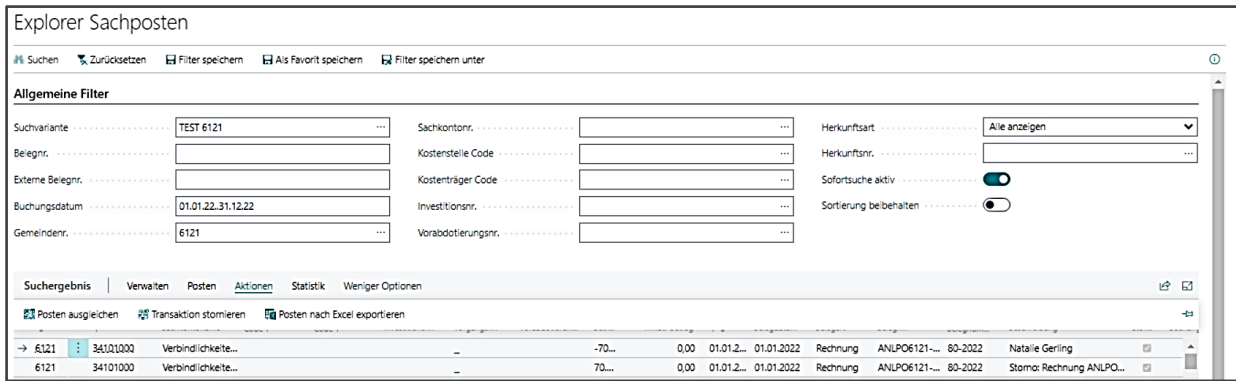 Explorer Sachposten
Suchen Zurücksetzen Filter speichern Als Favorit speichern Filter speichern unter
Allgemeine Filter
Suchvariante TEST 6121 ... Sachkontonr. ... Herkunftsart Alle anzeigen
Belegnr. Kostenstelle Code ... Herkunftsnr. ...
Externe Belegnr. Kostenträger Code ... Sofortsuche aktiv
Buchungsdatum 01.01.22..31.12.22 Investitionsnr. ... Sortierung beibehalten
Gemeindenr. 6121 ... Vorabdotierungsnr. ...
Suchergebnis Verwalten Posten Aktionen Statistik Weniger Optionen
Posten ausgleichen Transaktion stornieren Posten nach Excel exportieren
→ 6121 34101000 Verbindlichkeite... _ -70... 0,00 01.01.2... 01.01.2022 Rechnung ANLPO6121-... 80-2022 Natalie Gerling
6121 34101000 Verbindlichkeite... _ 70.... 0,00 01.01.2... 01.01.2022 Rechnung ANLPO6121-... 80-2022 Storno: Rechnung ANLPO...